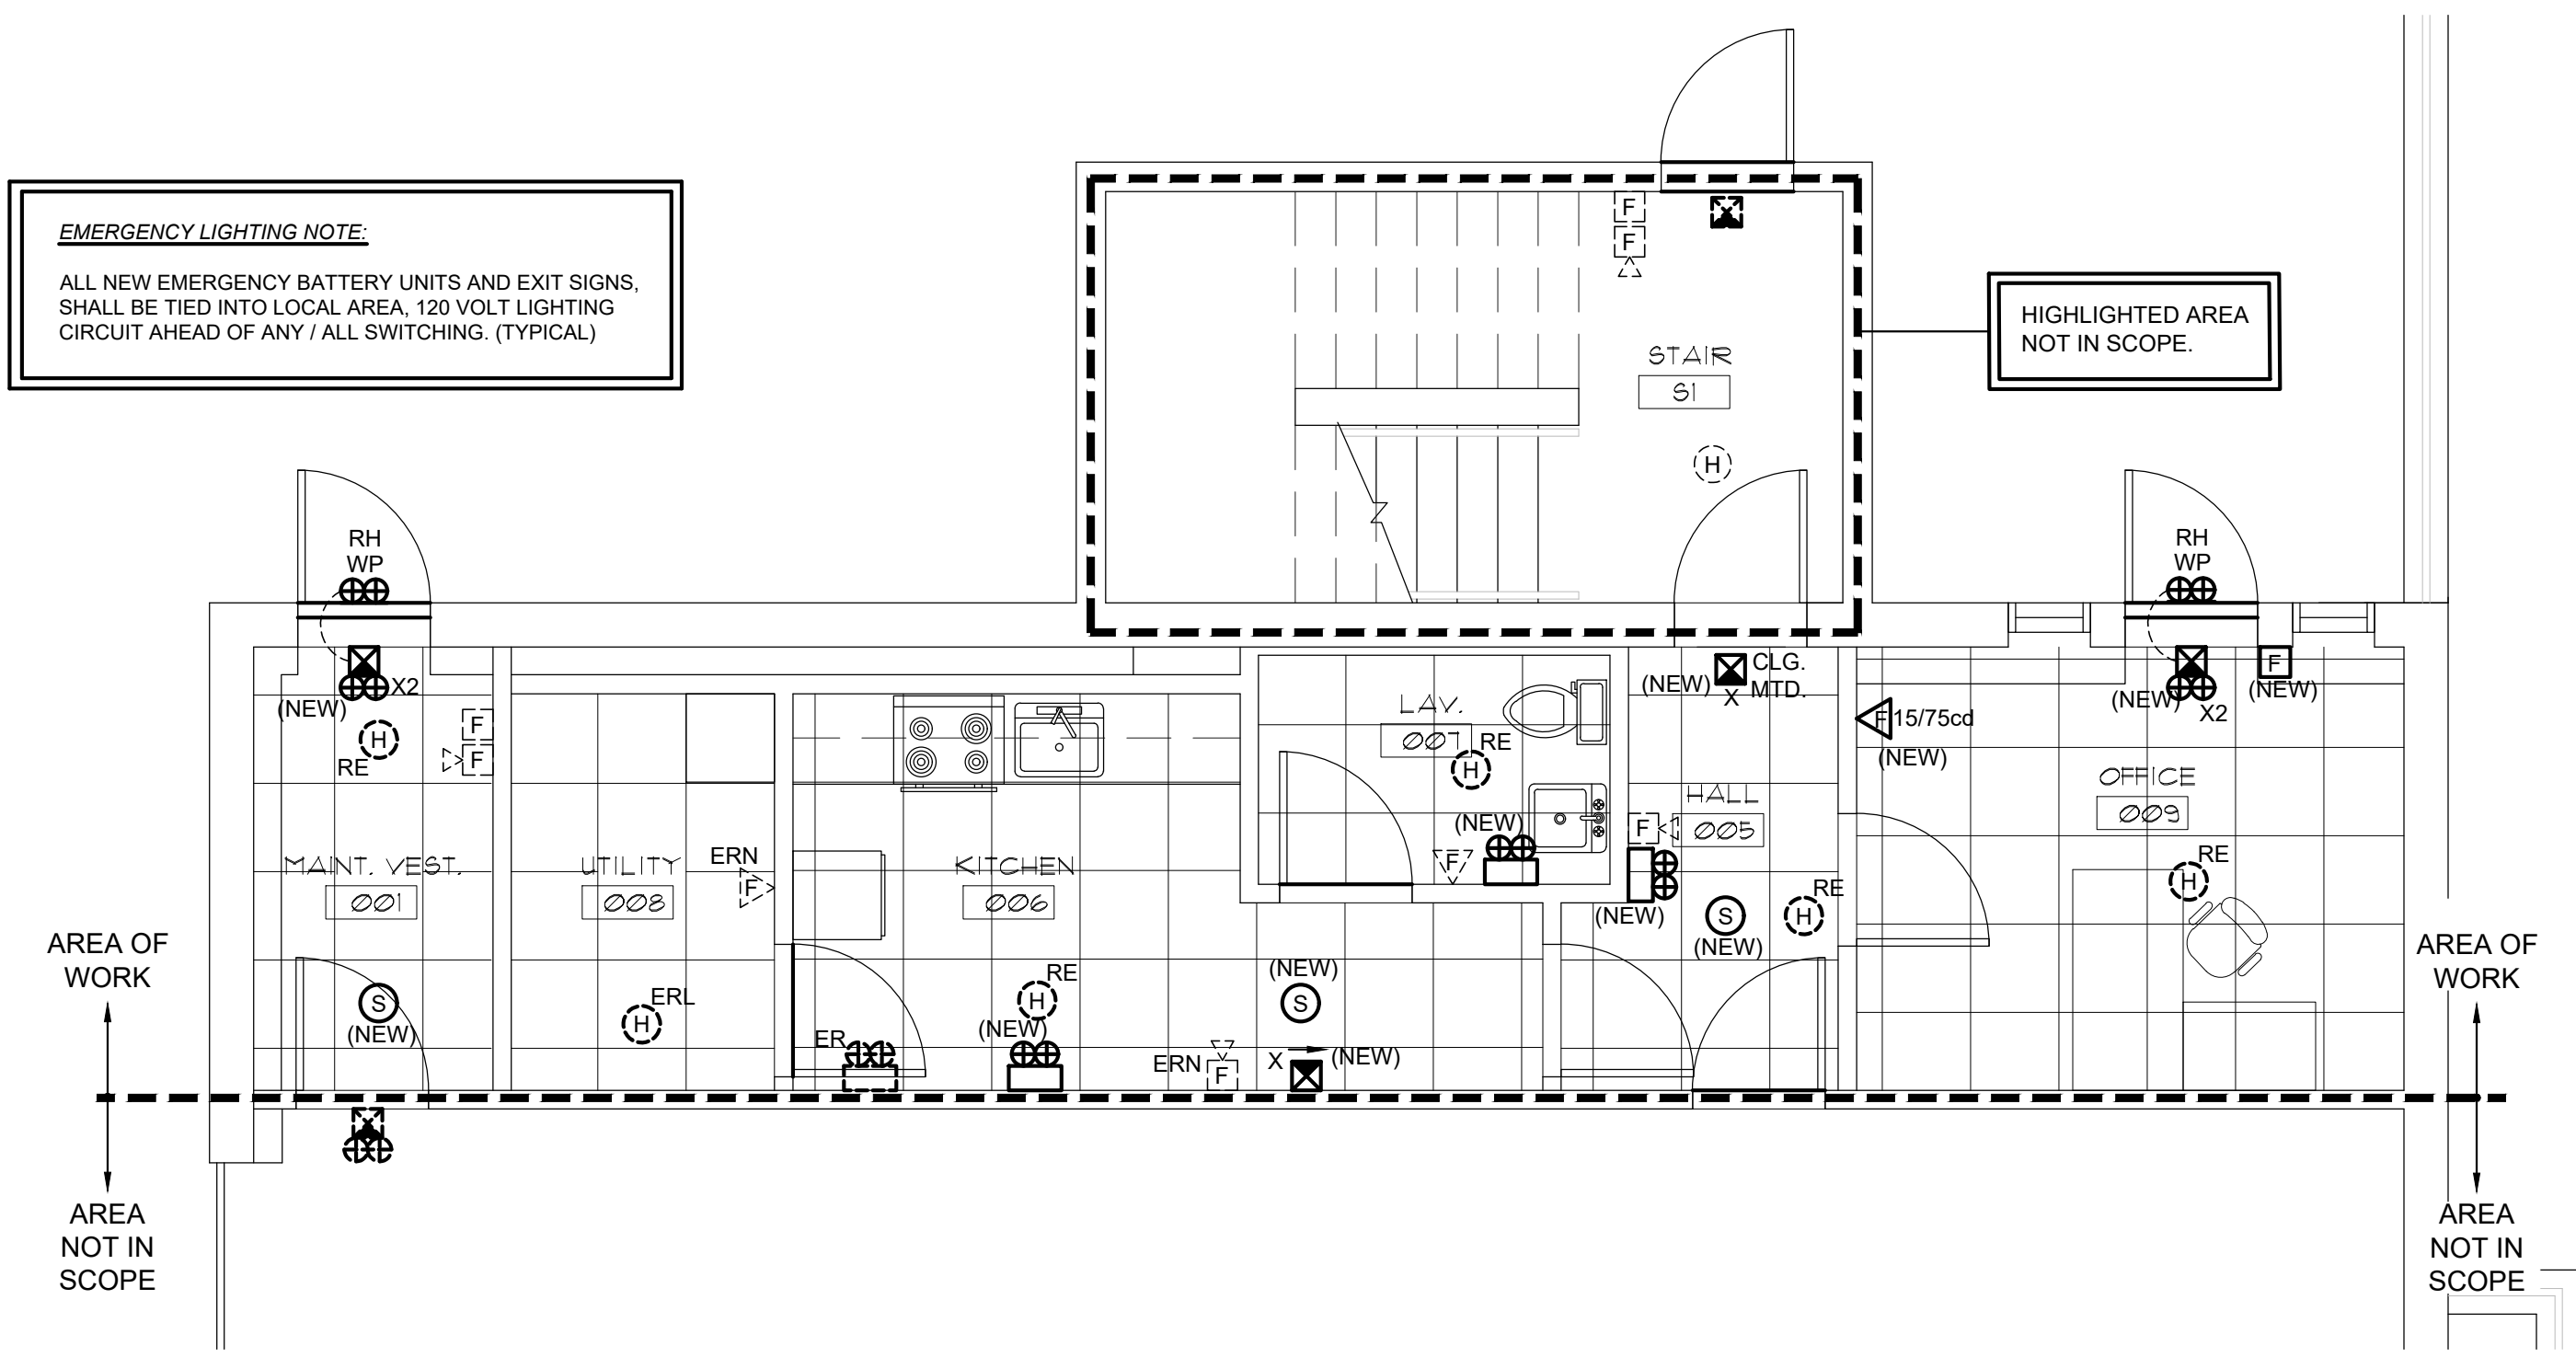 EMERGENCY LIGHTING NOTE:
ALL NEW EMERGENCY BATTERY UNITS AND EXIT SIGNS,
SHALL BE TIED INTO LOCAL AREA, 120 VOLT LIGHTING
CIRCUIT AHEAD OF ANY / ALL SWITCHING. (TYPICAL)
HIGHLIGHTED AREA
NOT IN SCOPE.
F
F
X
STAIR
S1
H
RH
WP
X2
(NEW)
H
RE
F
F
MAINT. VEST.
001
S
(NEW)
UTILITY
008
ERN
F
ERL
H
KITCHEN
006
RE
H
(NEW)
ER
ERN
F
(NEW)
S
X
(NEW)
LAV.
007
RE
H
(NEW)
F
(NEW)
CLG.
MTD.
X
HALL
005
F
(NEW)
S
(NEW)
RE
H
F
15/75cd
(NEW)
RH
WP
(NEW)
X2
F
(NEW)
OFFICE
009
RE
H
AREA OF
WORK
AREA
NOT IN
SCOPE
X
AREA OF
WORK
AREA
NOT IN
SCOPE